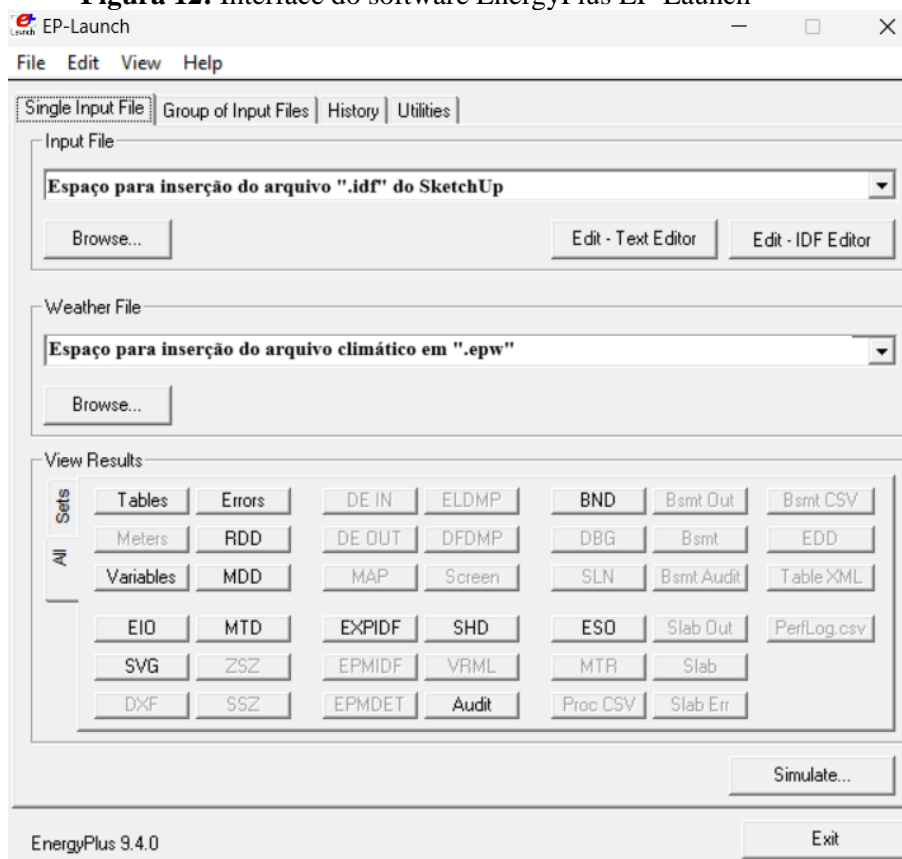 Figura 12: Interface do software EnergyPlus EP-Launch
EP-Launch
File Edit View Help
Single Input File Group of Input Files History Utilities
Input File
Espaço para inserção do arquivo ".idf" do SketchUp
Browse... Edit - Text Editor Edit - IDF Editor
Weather File
Espaço para inserção do arquivo climático em ".epw"
Browse...
View Results
Sets
All
Tables Errors DE IN ELDMP BND Bsmt Out Bsmt CSV
Meters RDD DE OUT DFDMP DBG Bsmt EDD
Variables MDD MAP Screen SLN Bsmt Audit Table XML
EIO MTD EXPIDF SHD ESO Slab Out PerfLog.csv
SVG ZSZ EPMIDF VRML MTR Slab
DXF SSZ EPMDET Audit Proc CSV Slab Err
Simulate...
EnergyPlus 9.4.0 Exit